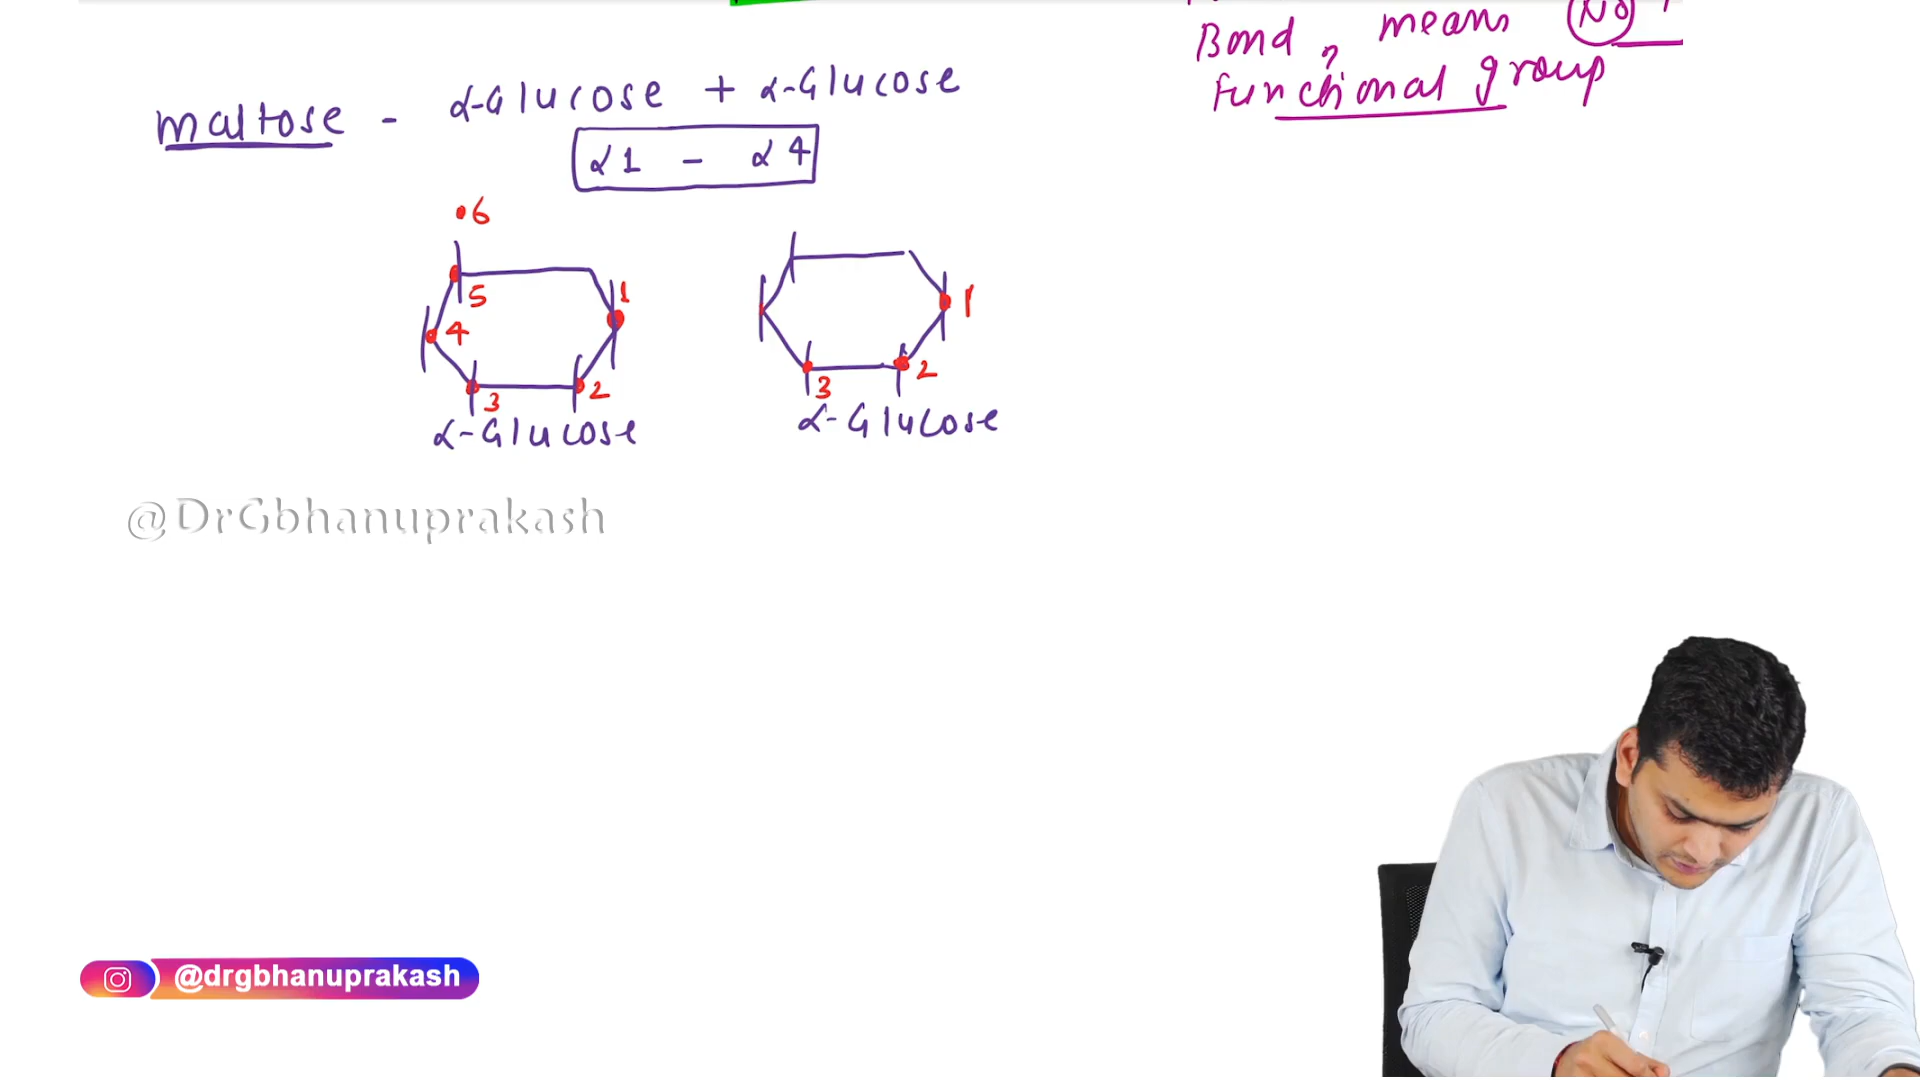 Bond, means No
Functional group
maltose - α-Glucose + α-Glucose
α1 - α4
6
5
4
3
2
1
α-Glucose
1
2
3
α-Glucose
@DrGbhanuprakash
@drgbhanuprakash